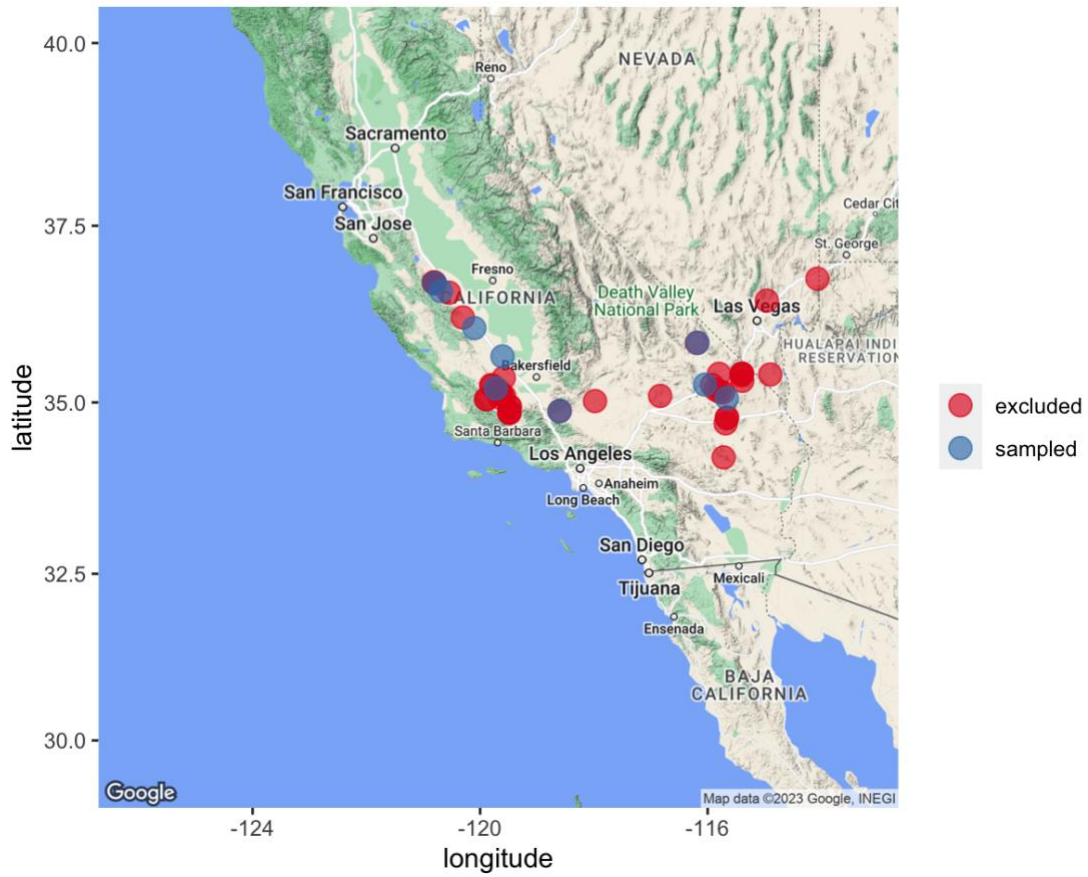 40.0
37.5
35.0
32.5
30.0
latitude
-124
-120
-116
longitude
NEVADA
Reno
Sacramento
San Francisco
San Jose
Fresno
CALIFORNIA
Cedar Cit
St. George
Death Valley
National Park
Las Vegas
HUALAPAI INDI
RESERVATION
Bakersfield
Santa Barbara
Los Angeles
Anaheim
Long Beach
San Diego
Tijuana
Mexicali
Ensenada
BAJA
CALIFORNIA
Google
Map data ©2023 Google, INEGI
excluded
sampled